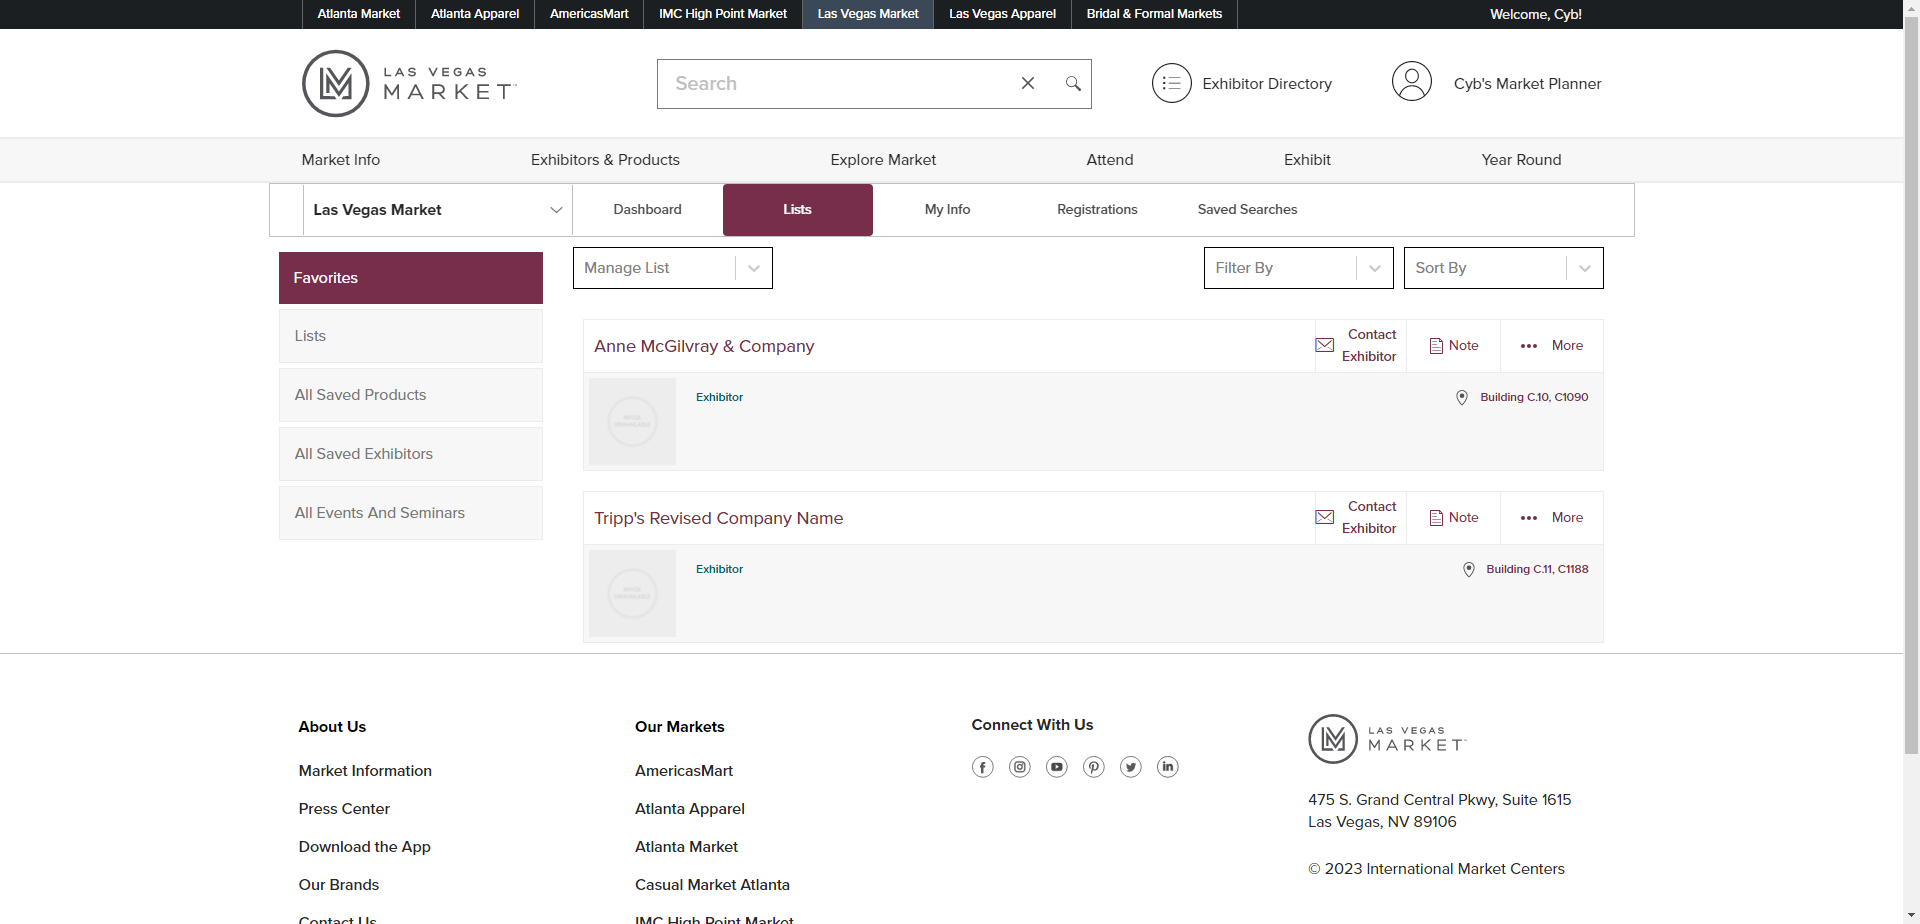 Atlanta Market
Atlanta Apparel
AmericasMart
IMC High Point Market
Las Vegas Market
Las Vegas Apparel
Bridal & Formal Markets
Welcome, Cyb!
LAS VEGAS
MARKET
Search
Exhibitor Directory
Cyb's Market Planner
Market Info
Exhibitors & Products
Explore Market
Attend
Exhibit
Year Round
Las Vegas Market
Dashboard
Lists
My Info
Registrations
Saved Searches
Favorites
Lists
All Saved Products
All Saved Exhibitors
All Events And Seminars
Manage List
Filter By
Sort By
Anne McGilvray & Company
Contact
Exhibitor
Note
More
Exhibitor
Building C.10, C1090
Tripp's Revised Company Name
Contact
Exhibitor
Note
More
Exhibitor
Building C.11, C1188
About Us
Market Information
Press Center
Download the App
Our Brands
Contact Us
Our Markets
AmericasMart
Atlanta Apparel
Atlanta Market
Casual Market Atlanta
IMC High Point Market
Connect With Us
LAS VEGAS
MARKET
475 S. Grand Central Pkwy, Suite 1615
Las Vegas, NV 89106
© 2023 International Market Centers